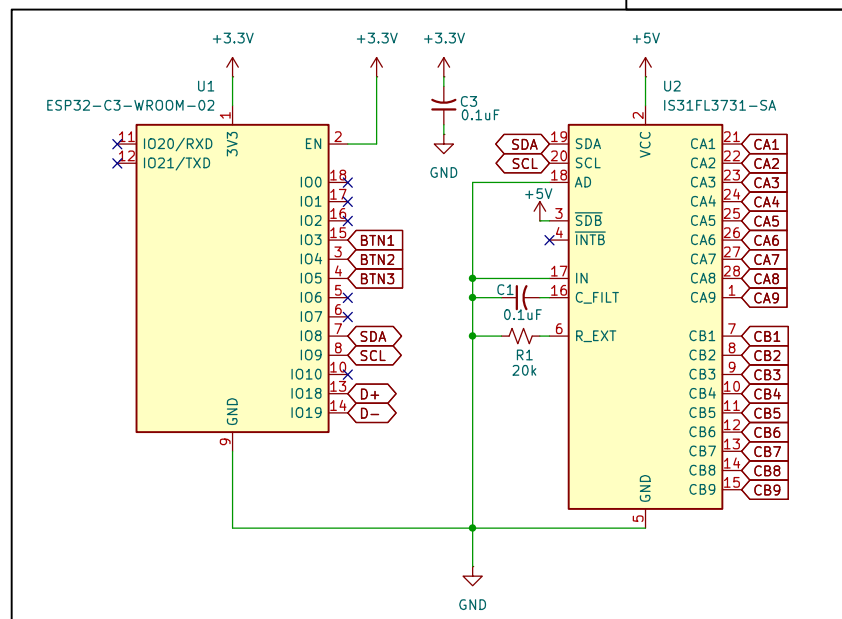 +3.3V
+3.3V
+3.3V
+5V
U1
ESP32-C3-WROOM-02
C3
0.1uF
GND
U2
IS31FL3731-SA
1
3V3
11 IO20/RXD
12 IO21/TXD
EN 2
IO0 18
IO1 17
IO2 16
IO3 15 BTN1
IO4 3 BTN2
IO5 4 BTN3
IO6 5
IO7 6
IO8 7 SDA
IO9 8 SCL
IO10 10
IO18 13 D+
IO19 14 D-
GND
9
2
VCC
SDA 19 SDA
SCL 20 SCL
18 AD
+5V
3 SDB
4 INTB
17 IN
C1
0.1uF
16 C_FILT
6 R_EXT
R1
20k
CA1 21 CA1
CA2 22 CA2
CA3 23 CA3
CA4 24 CA4
CA5 25 CA5
CA6 26 CA6
CA7 27 CA7
CA8 28 CA8
CA9 1 CA9
CB1 7 CB1
CB2 8 CB2
CB3 9 CB3
CB4 10 CB4
CB5 11 CB5
CB6 12 CB6
CB7 13 CB7
CB8 14 CB8
CB9 15 CB9
GND
5
GND